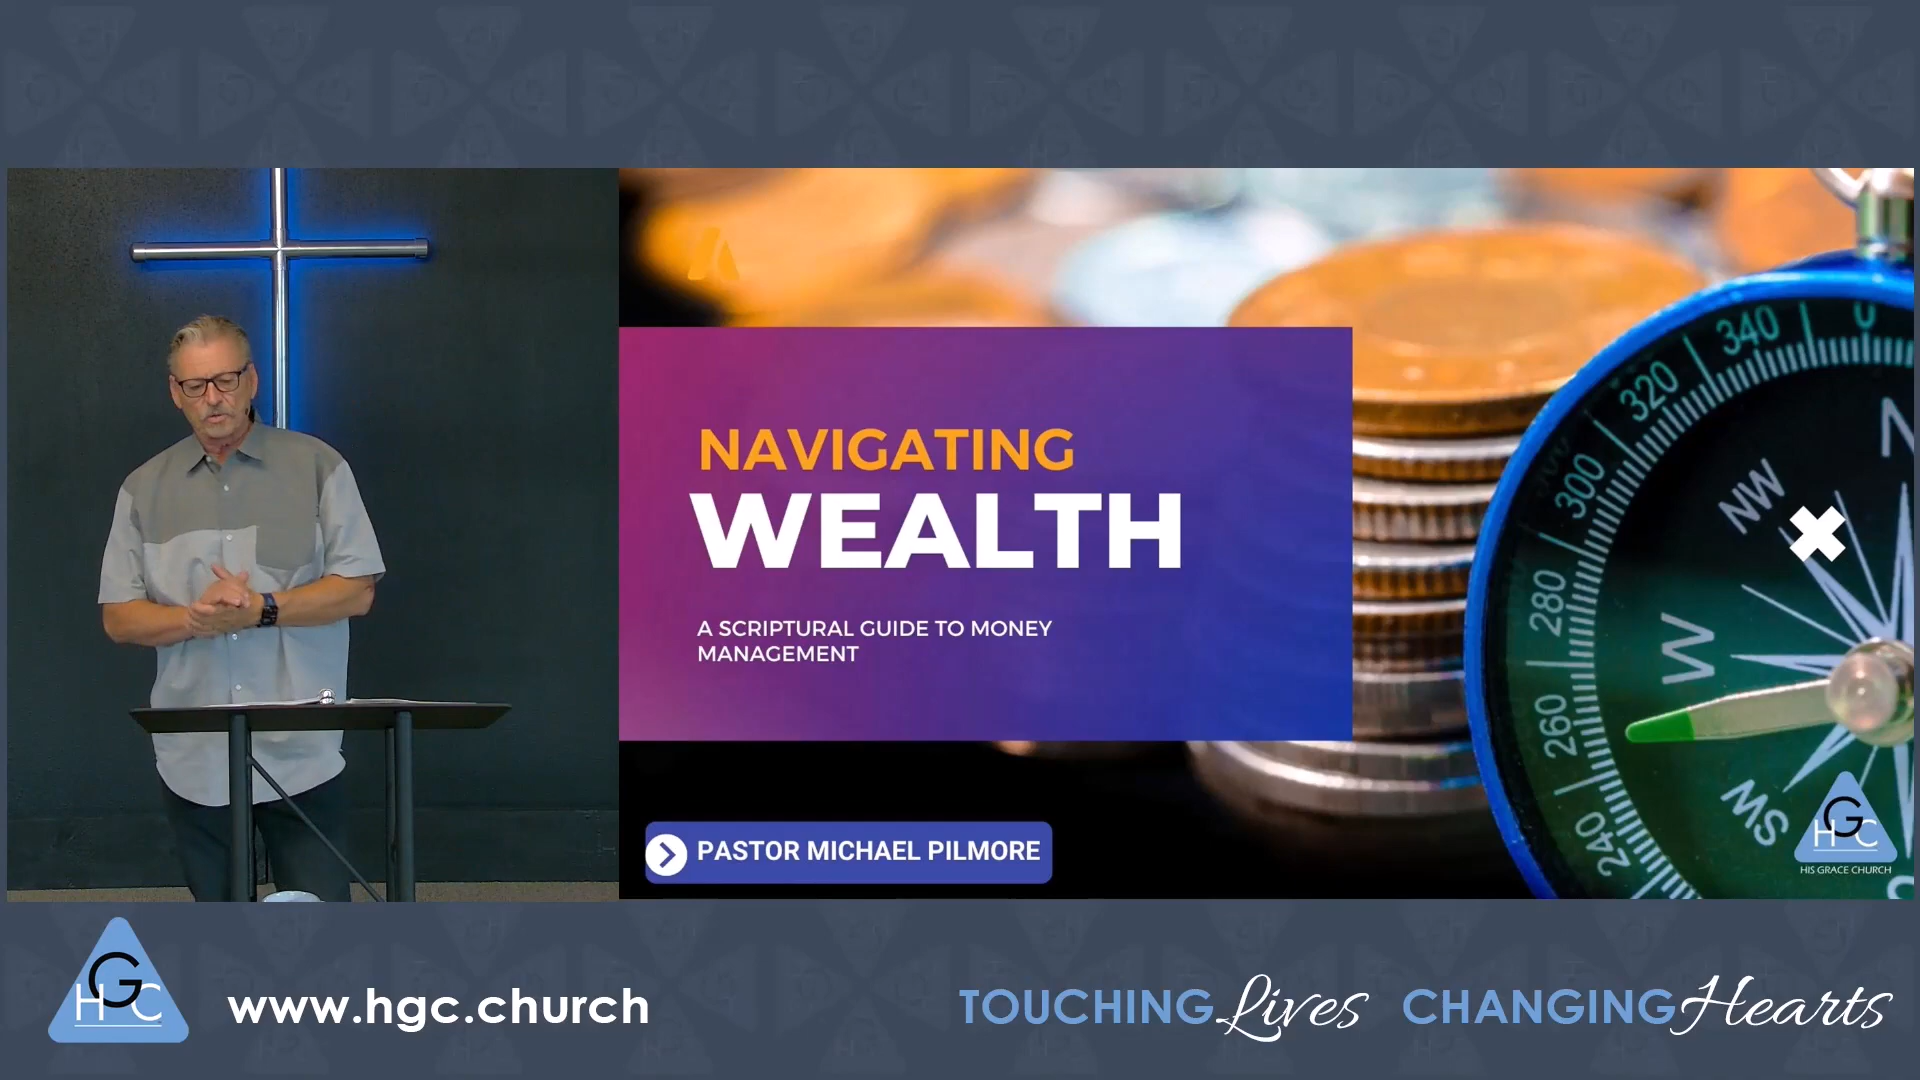 NAVIGATING
WEALTH
A SCRIPTURAL GUIDE TO MONEY
MANAGEMENT
PASTOR MICHAEL PILMORE
340
0
320
300
280
260
240
N
NW
W
SW
S
HGC
HIS GRACE CHURCH
HGC
www.hgc.church
TOUCHING Lives CHANGING Hearts